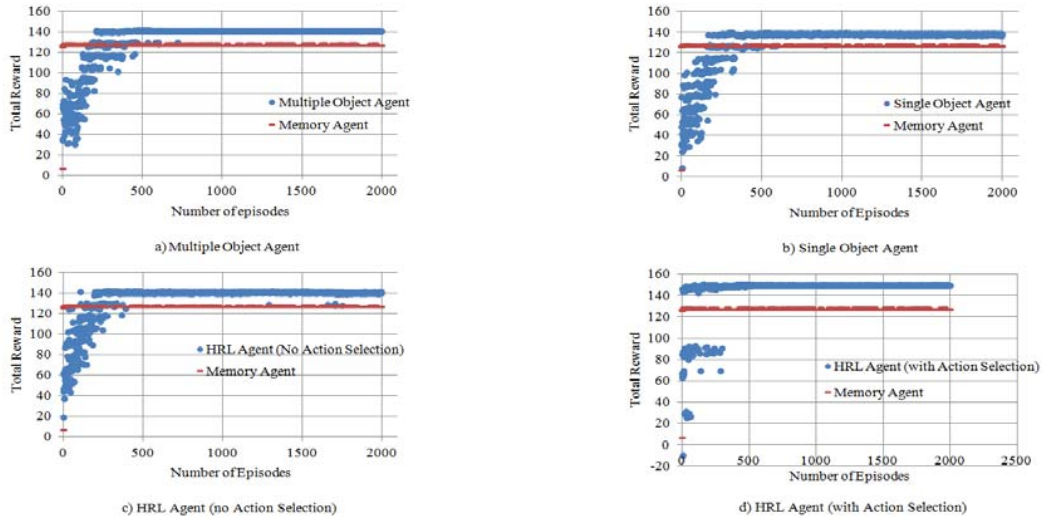 160
140
120
100
80
60
40
20
0
Total Reward
Multiple Object Agent
Memory Agent
0 500 1000 1500 2000
Number of episodes
a) Multiple Object Agent
160
140
120
100
80
60
40
20
0
Total Reward
Single Object Agent
Memory Agent
0 500 1000 1500 2000
Number of Episodes
b) Single Object Agent
160
140
120
100
80
60
40
20
0
Total Reward
HRL Agent (No Action Selection)
Memory Agent
0 500 1000 1500 2000
Number of Episodes
c) HRL Agent (no Action Selection)
160
140
120
100
80
60
40
20
0
-20
Total Reward
HRL Agent (with Action Selection)
Memory Agent
0 500 1000 1500 2000 2500
Number of Episodes
d) HRL Agent (with Action Selection)